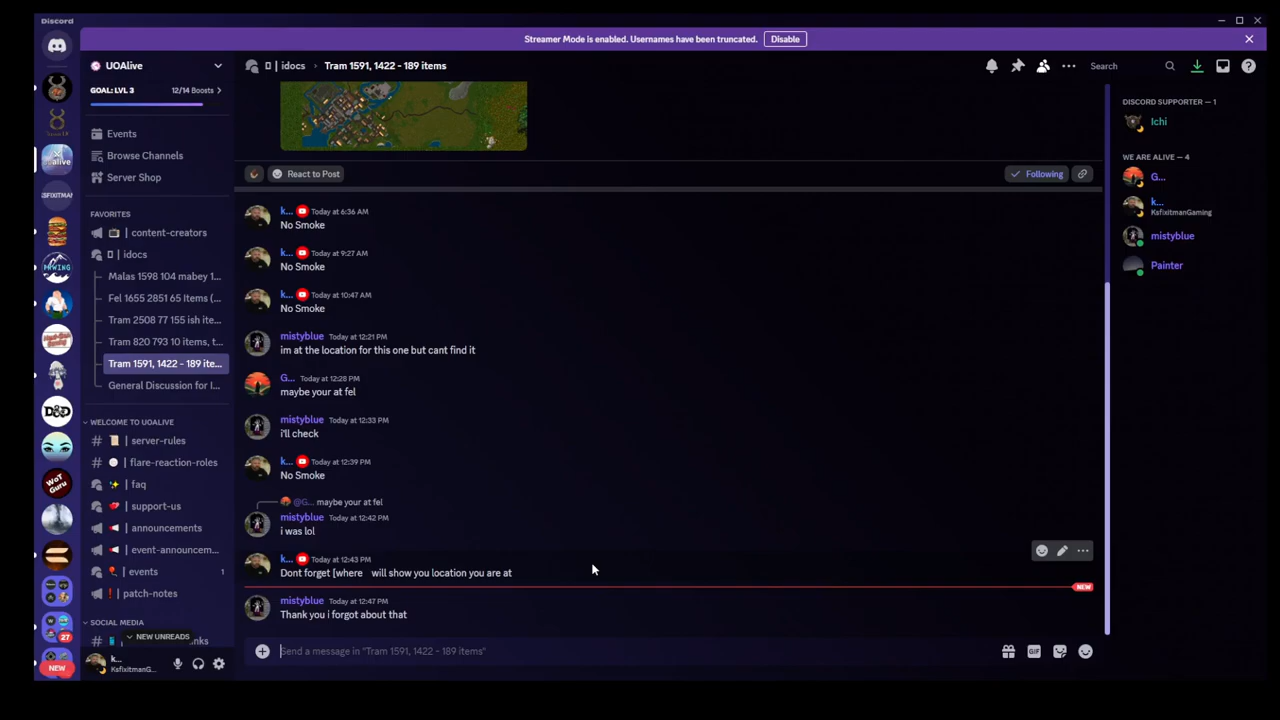 Discord
Streamer Mode is enabled. Usernames have been truncated. Disable
UOAlive
GOAL: LVL 3 12/14 Boosts
Events
Browse Channels
Server Shop
FAVORITES
| content-creators
| idocs
Malas 1598 104 mabey 1...
Fel 1655 2851 65 Items (...
Tram 2508 77 155 ish ite...
Tram 820 793 10 items, t...
Tram 1591, 1422 - 189 ite...
General Discussion for I...
WELCOME TO UOALIVE
| server-rules
| flare-reaction-roles
| faq
| support-us
| announcements
| event-announcem...
| events 1
| patch-notes
SOCIAL MEDIA
NEW UNREADS
nks
k...
KsfixitmanG...
KSFIXITMAN
uoalive
PRWING
D&D
WoT
GURU
27
NEW
| idocs > Tram 1591, 1422 - 189 items
Search
React to Post
Following
k... Today at 6:36 AM
No Smoke
k... Today at 9:27 AM
No Smoke
k... Today at 10:47 AM
No Smoke
mistyblue Today at 12:21 PM
im at the location for this one but cant find it
G... Today at 12:28 PM
maybe your at fel
mistyblue Today at 12:33 PM
i'll check
k... Today at 12:39 PM
No Smoke
@G... maybe your at fel
mistyblue Today at 12:42 PM
i was lol
k... Today at 12:43 PM
Dont forget [where will show you location you are at
NEW
mistyblue Today at 12:47 PM
Thank you i forgot about that
Send a message in "Tram 1591, 1422 - 189 items"
GIF
DISCORD SUPPORTER — 1
Ichi
WE ARE ALIVE — 4
G...
k...
KsfixitmanGaming
mistyblue
Painter